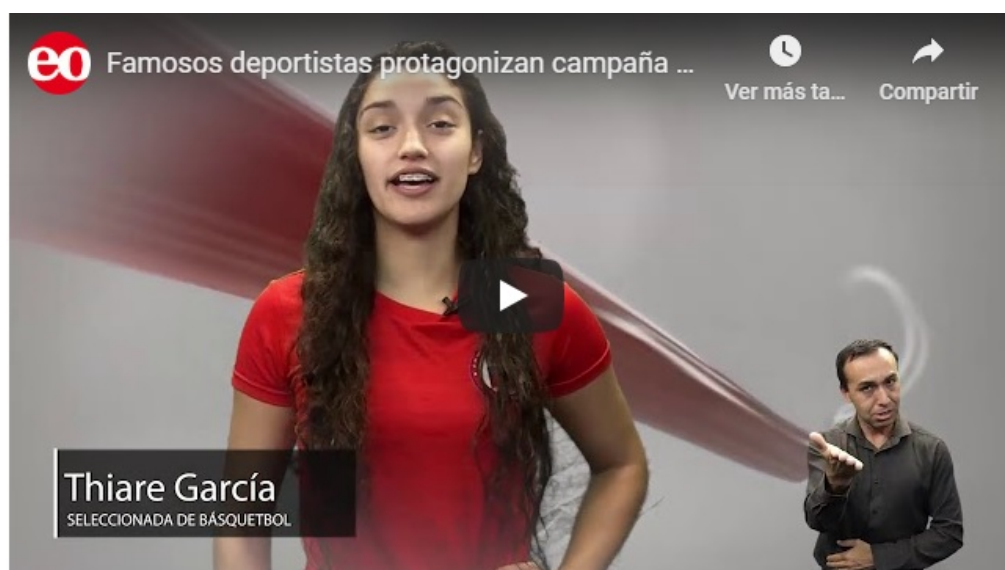 eo Famosos deportistas protagonizan campaña ...
Ver más ta...
Compartir
Thiare García
SELECCIONADA DE BÁSQUETBOL